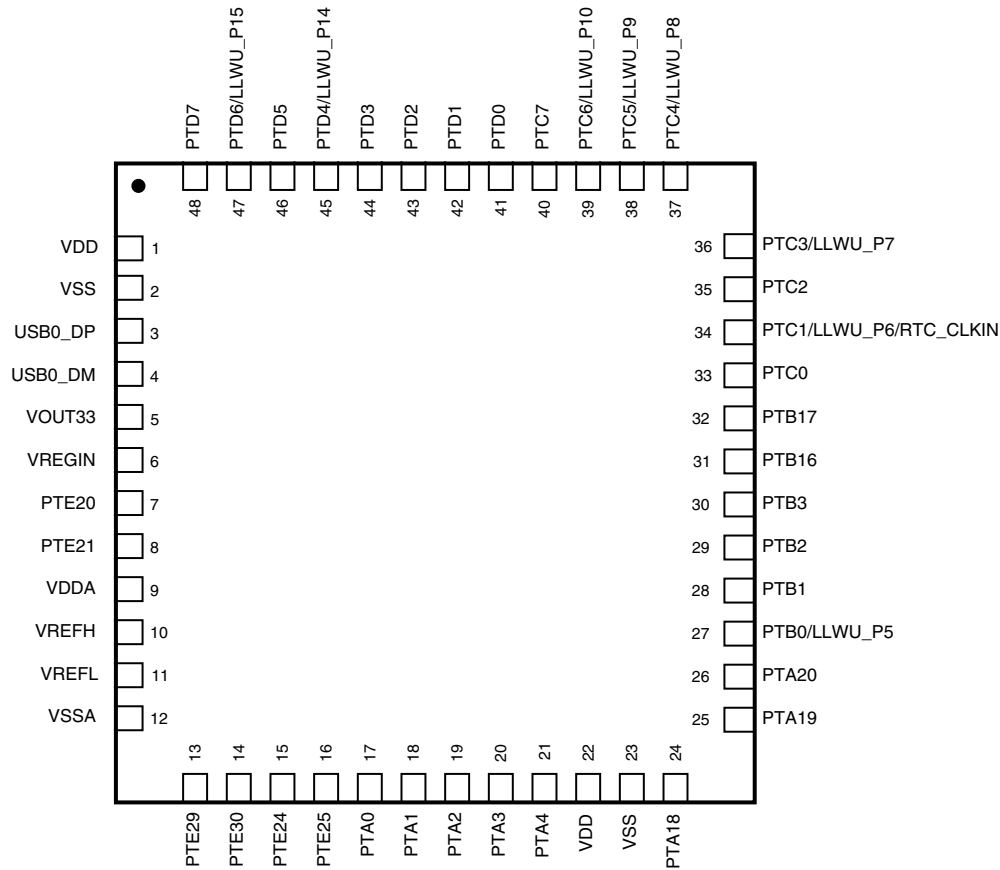 PTD7
PTD6/LLWU_P15
PTD5
PTD4/LLWU_P14
PTD3
PTD2
PTD1
PTD0
PTC7
PTC6/LLWU_P10
PTC5/LLWU_P9
PTC4/LLWU_P8
48
47
46
45
44
43
42
41
40
39
38
37
VDD 1
VSS 2
USB0_DP 3
USB0_DM 4
VOUT33 5
VREGIN 6
PTE20 7
PTE21 8
VDDA 9
VREFH 10
VREFL 11
VSSA 12
36 PTC3/LLWU_P7
35 PTC2
34 PTC1/LLWU_P6/RTC_CLKIN
33 PTC0
32 PTB17
31 PTB16
30 PTB3
29 PTB2
28 PTB1
27 PTB0/LLWU_P5
26 PTA20
25 PTA19
13
14
15
16
17
18
19
20
21
22
23
24
PTE29
PTE30
PTE24
PTE25
PTA0
PTA1
PTA2
PTA3
PTA4
VDD
VSS
PTA18